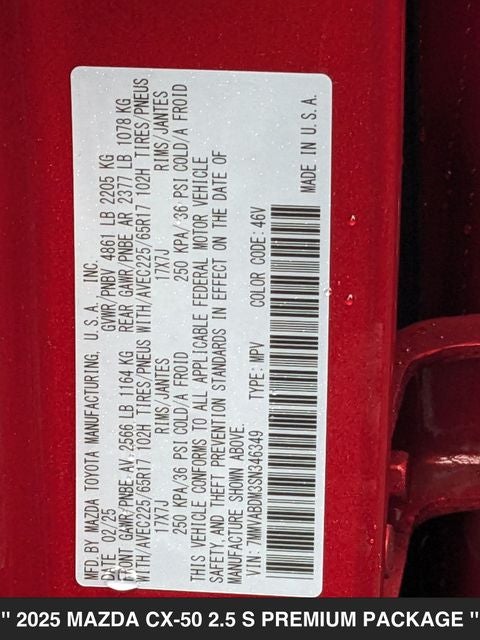 MFD.BY MAZDA TOYOTA MANUFACTURING, U.S.A., INC.
DATE 02/25 GVWR/PNBV 4861 LB 2205 KG
FRONT GAWR/PNBE AV 2566 LB 1164 KG REAR GAWR/PNBE AR 2377 LB 1078 KG
WITH/AVEC225/65R17 102H TIRES/PNEUS WITH/AVEC225/65R17 102H TIRES/PNEUS
17X7J RIMS/JANTES 17X7J RIMS/JANTES
250 KPA/36 PSI COLD/A FROID 250 KPA/36 PSI COLD/A FROID
THIS VEHICLE CONFORMS TO ALL APPLICABLE FEDERAL MOTOR VEHICLE
SAFETY, AND THEFT PREVENTION STANDARDS IN EFFECT ON THE DATE OF
MANUFACTURE SHOWN ABOVE.
VIN: 7MMVABDM3SN346349 TYPE: MPV COLOR CODE: 46V
MADE IN U.S.A.
" 2025 MAZDA CX-50 2.5 S PREMIUM PACKAGE "